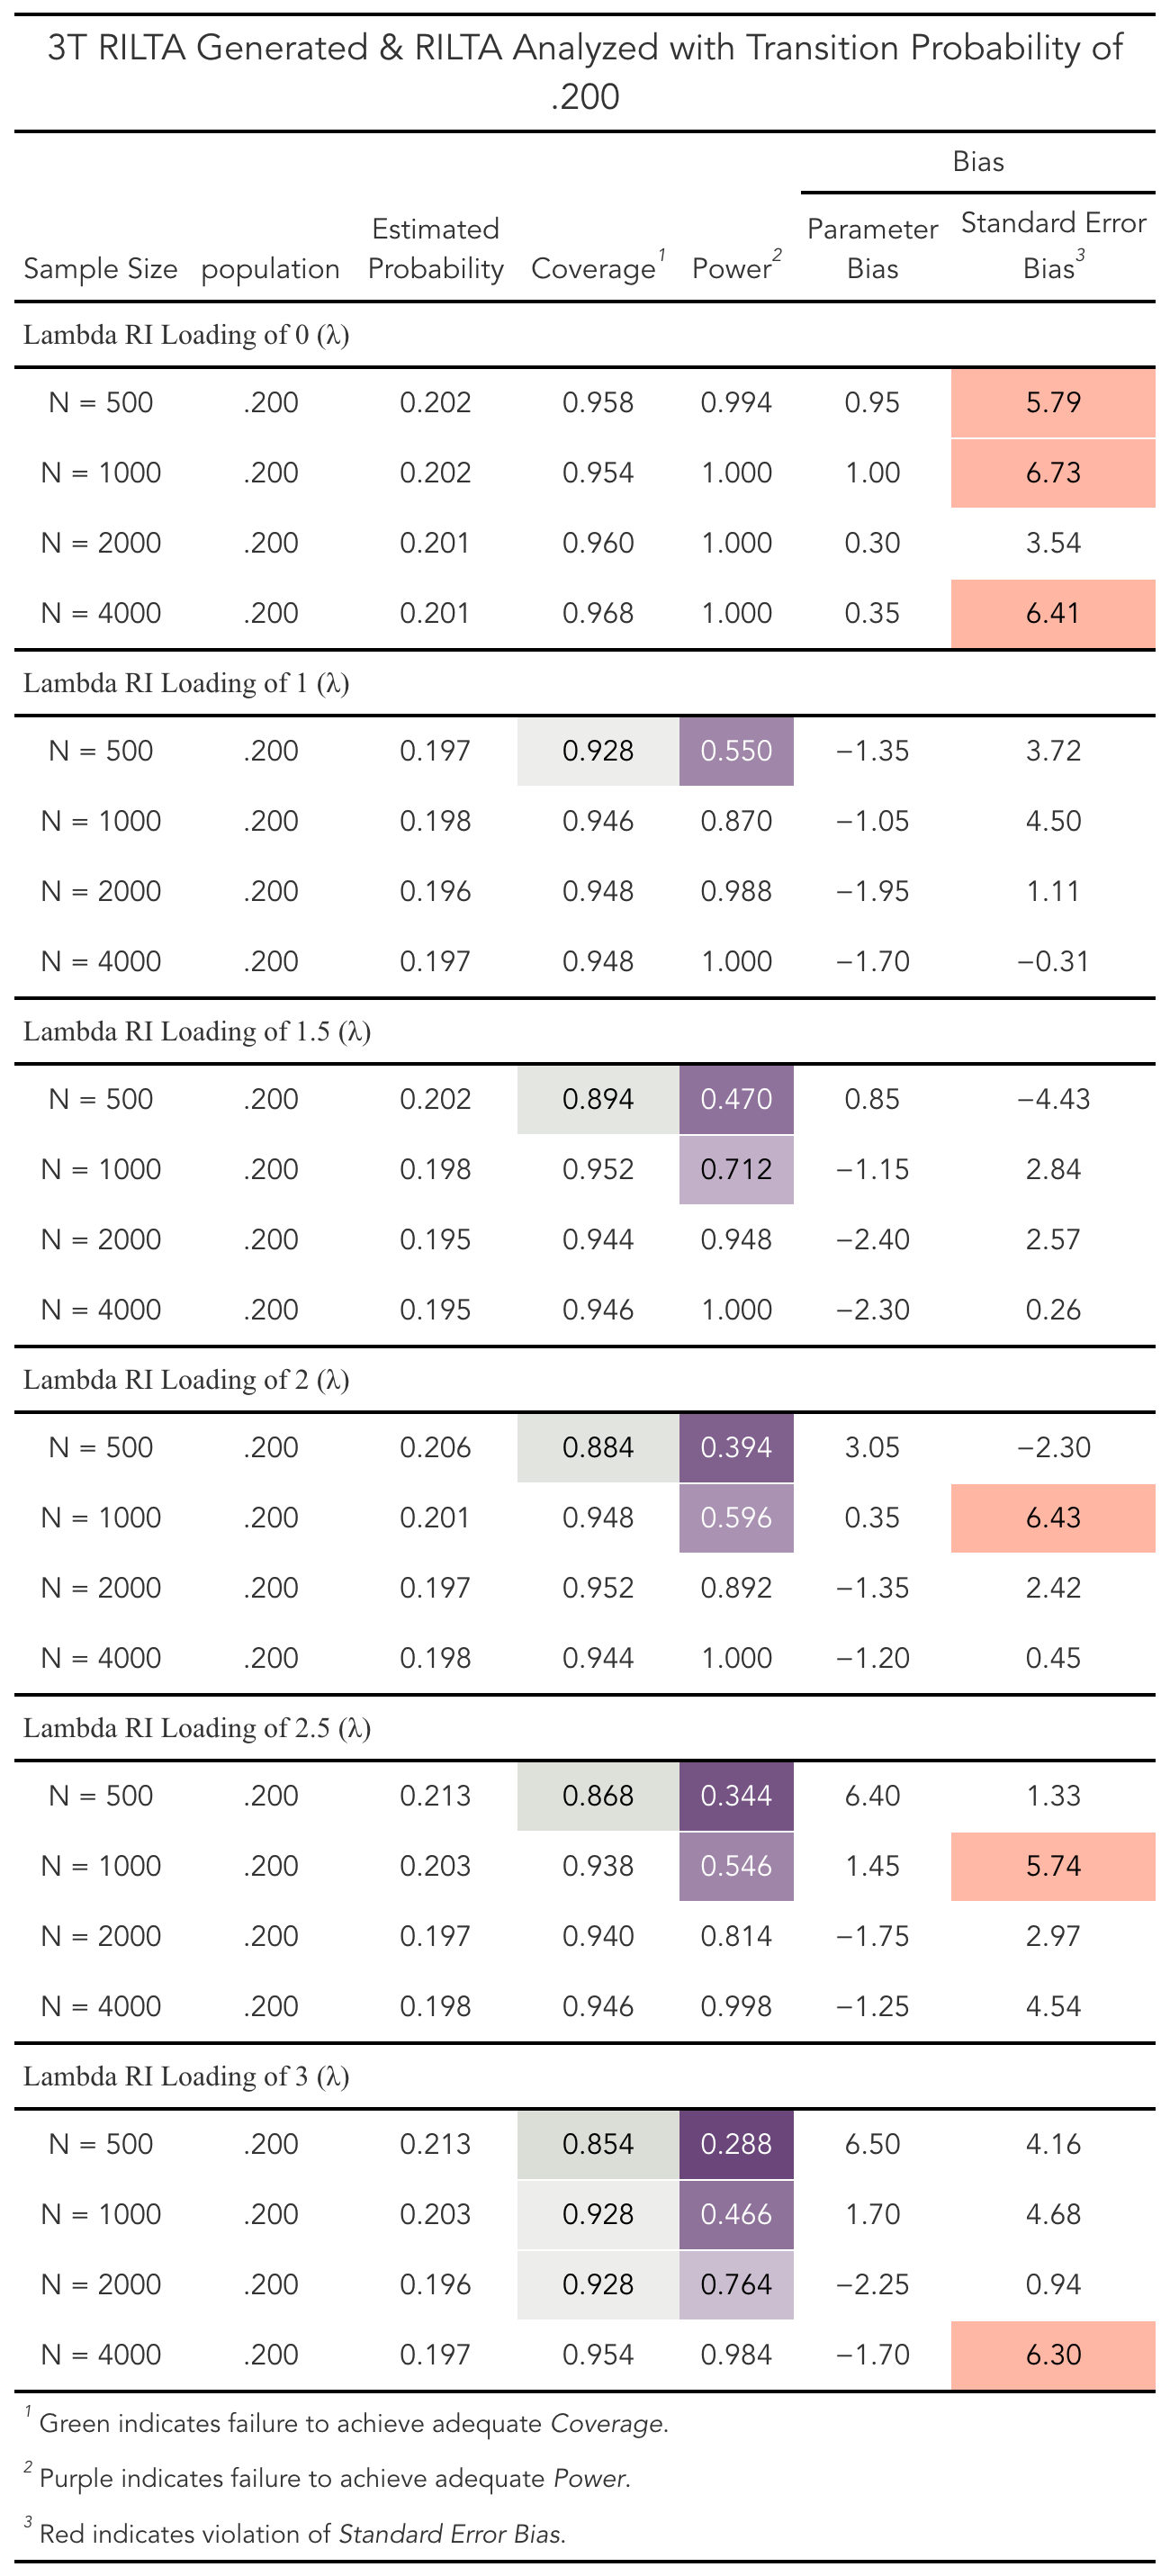 3T RILTA Generated & RILTA Analyzed with Transition Probability of
.200
Bias
Sample Size population Estimated Probability Coverage1 Power2 Parameter Bias Standard Error Bias3
Lambda RI Loading of 0 (λ)
N = 500 .200 0.202 0.958 0.994 0.95 5.79
N = 1000 .200 0.202 0.954 1.000 1.00 6.73
N = 2000 .200 0.201 0.960 1.000 0.30 3.54
N = 4000 .200 0.201 0.968 1.000 0.35 6.41
Lambda RI Loading of 1 (λ)
N = 500 .200 0.197 0.928 0.550 −1.35 3.72
N = 1000 .200 0.198 0.946 0.870 −1.05 4.50
N = 2000 .200 0.196 0.948 0.988 −1.95 1.11
N = 4000 .200 0.197 0.948 1.000 −1.70 −0.31
Lambda RI Loading of 1.5 (λ)
N = 500 .200 0.202 0.894 0.470 0.85 −4.43
N = 1000 .200 0.198 0.952 0.712 −1.15 2.84
N = 2000 .200 0.195 0.944 0.948 −2.40 2.57
N = 4000 .200 0.195 0.946 1.000 −2.30 0.26
Lambda RI Loading of 2 (λ)
N = 500 .200 0.206 0.884 0.394 3.05 −2.30
N = 1000 .200 0.201 0.948 0.596 0.35 6.43
N = 2000 .200 0.197 0.952 0.892 −1.35 2.42
N = 4000 .200 0.198 0.944 1.000 −1.20 0.45
Lambda RI Loading of 2.5 (λ)
N = 500 .200 0.213 0.868 0.344 6.40 1.33
N = 1000 .200 0.203 0.938 0.546 1.45 5.74
N = 2000 .200 0.197 0.940 0.814 −1.75 2.97
N = 4000 .200 0.198 0.946 0.998 −1.25 4.54
Lambda RI Loading of 3 (λ)
N = 500 .200 0.213 0.854 0.288 6.50 4.16
N = 1000 .200 0.203 0.928 0.466 1.70 4.68
N = 2000 .200 0.196 0.928 0.764 −2.25 0.94
N = 4000 .200 0.197 0.954 0.984 −1.70 6.30
1 Green indicates failure to achieve adequate Coverage.
2 Purple indicates failure to achieve adequate Power.
3 Red indicates violation of Standard Error Bias.